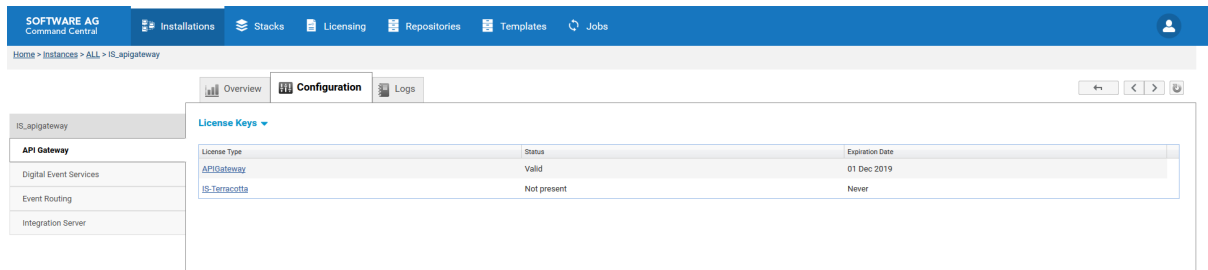 SOFTWARE AG
Command Central
Installations Stacks Licensing Repositories Templates Jobs
Home > Instances > ALL > IS_apigateway
Overview Configuration Logs
IS_apigateway
API Gateway
Digital Event Services
Event Routing
Integration Server
License Keys
License Type Status Expiration Date
APIGateway Valid 01 Dec 2019
IS-Terracotta Not present Never